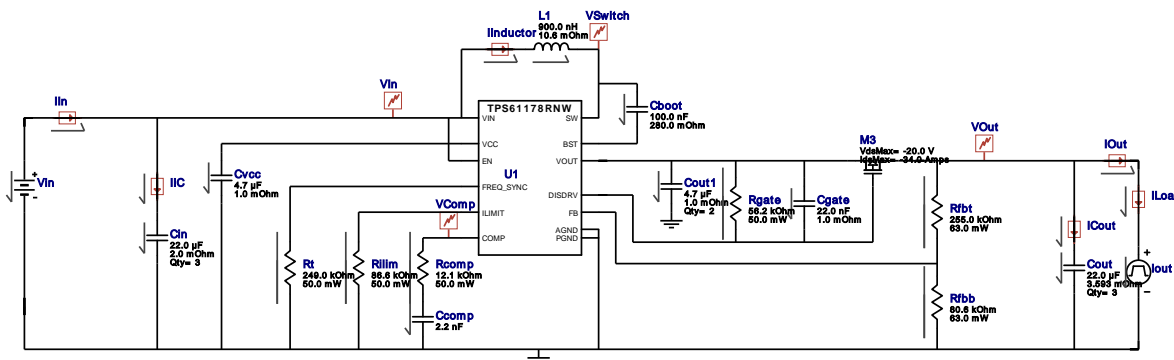 L1
900.0 nH
10.6 mOhm
VSwitch
IInductor
VIn
IIn
TPS61178RNW
VIN
SW
VCC
BST
EN
VOUT
U1
FREQ_SYNC
DISDRV
ILIMIT
FB
COMP
AGND
PGND
Cboot
100.0 nF
280.0 mOhm
M3
VdsMax= -20.0 V
IdsMax= -34.0 Amps
VOut
IOut
Vin
IIC
Cvcc
4.7 µF
1.0 mOhm
Cin
22.0 µF
2.0 mOhm
Qty= 3
VComp
Rt
249.0 kOhm
50.0 mW
Rilim
86.6 kOhm
50.0 mW
Rcomp
12.1 kOhm
50.0 mW
Ccomp
2.2 nF
Cout1
4.7 µF
1.0 mOhm
Qty= 2
Rgate
56.2 kOhm
50.0 mW
Cgate
22.0 nF
1.0 mOhm
Rfbt
255.0 kOhm
63.0 mW
Rfbb
60.6 kOhm
63.0 mW
ILoa
ICout
Cout
22.0 µF
3.593 mOhm
Qty= 3
Iout